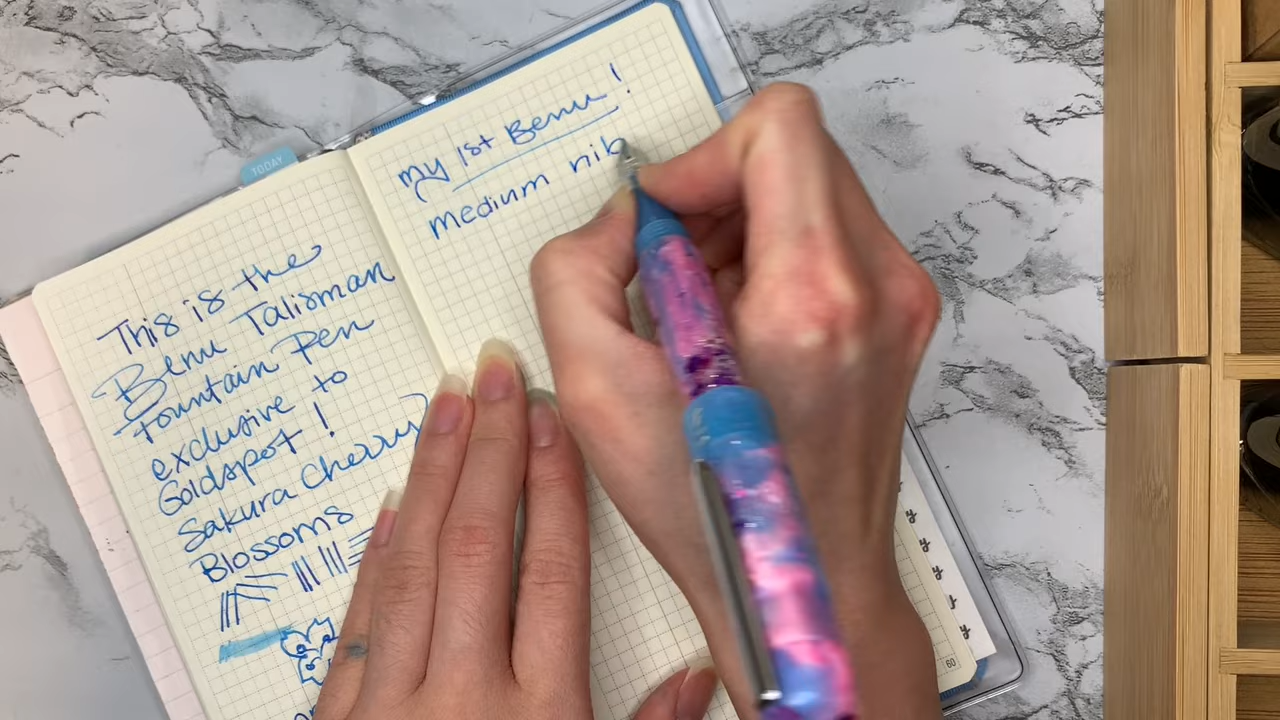 TODAY
This is the
Benu Talisman
Fountain Pen
exclusive to
Goldspot!
Sakura Cherry
Blossoms
my 1st Benu!
medium nib
60
y
y
y
y